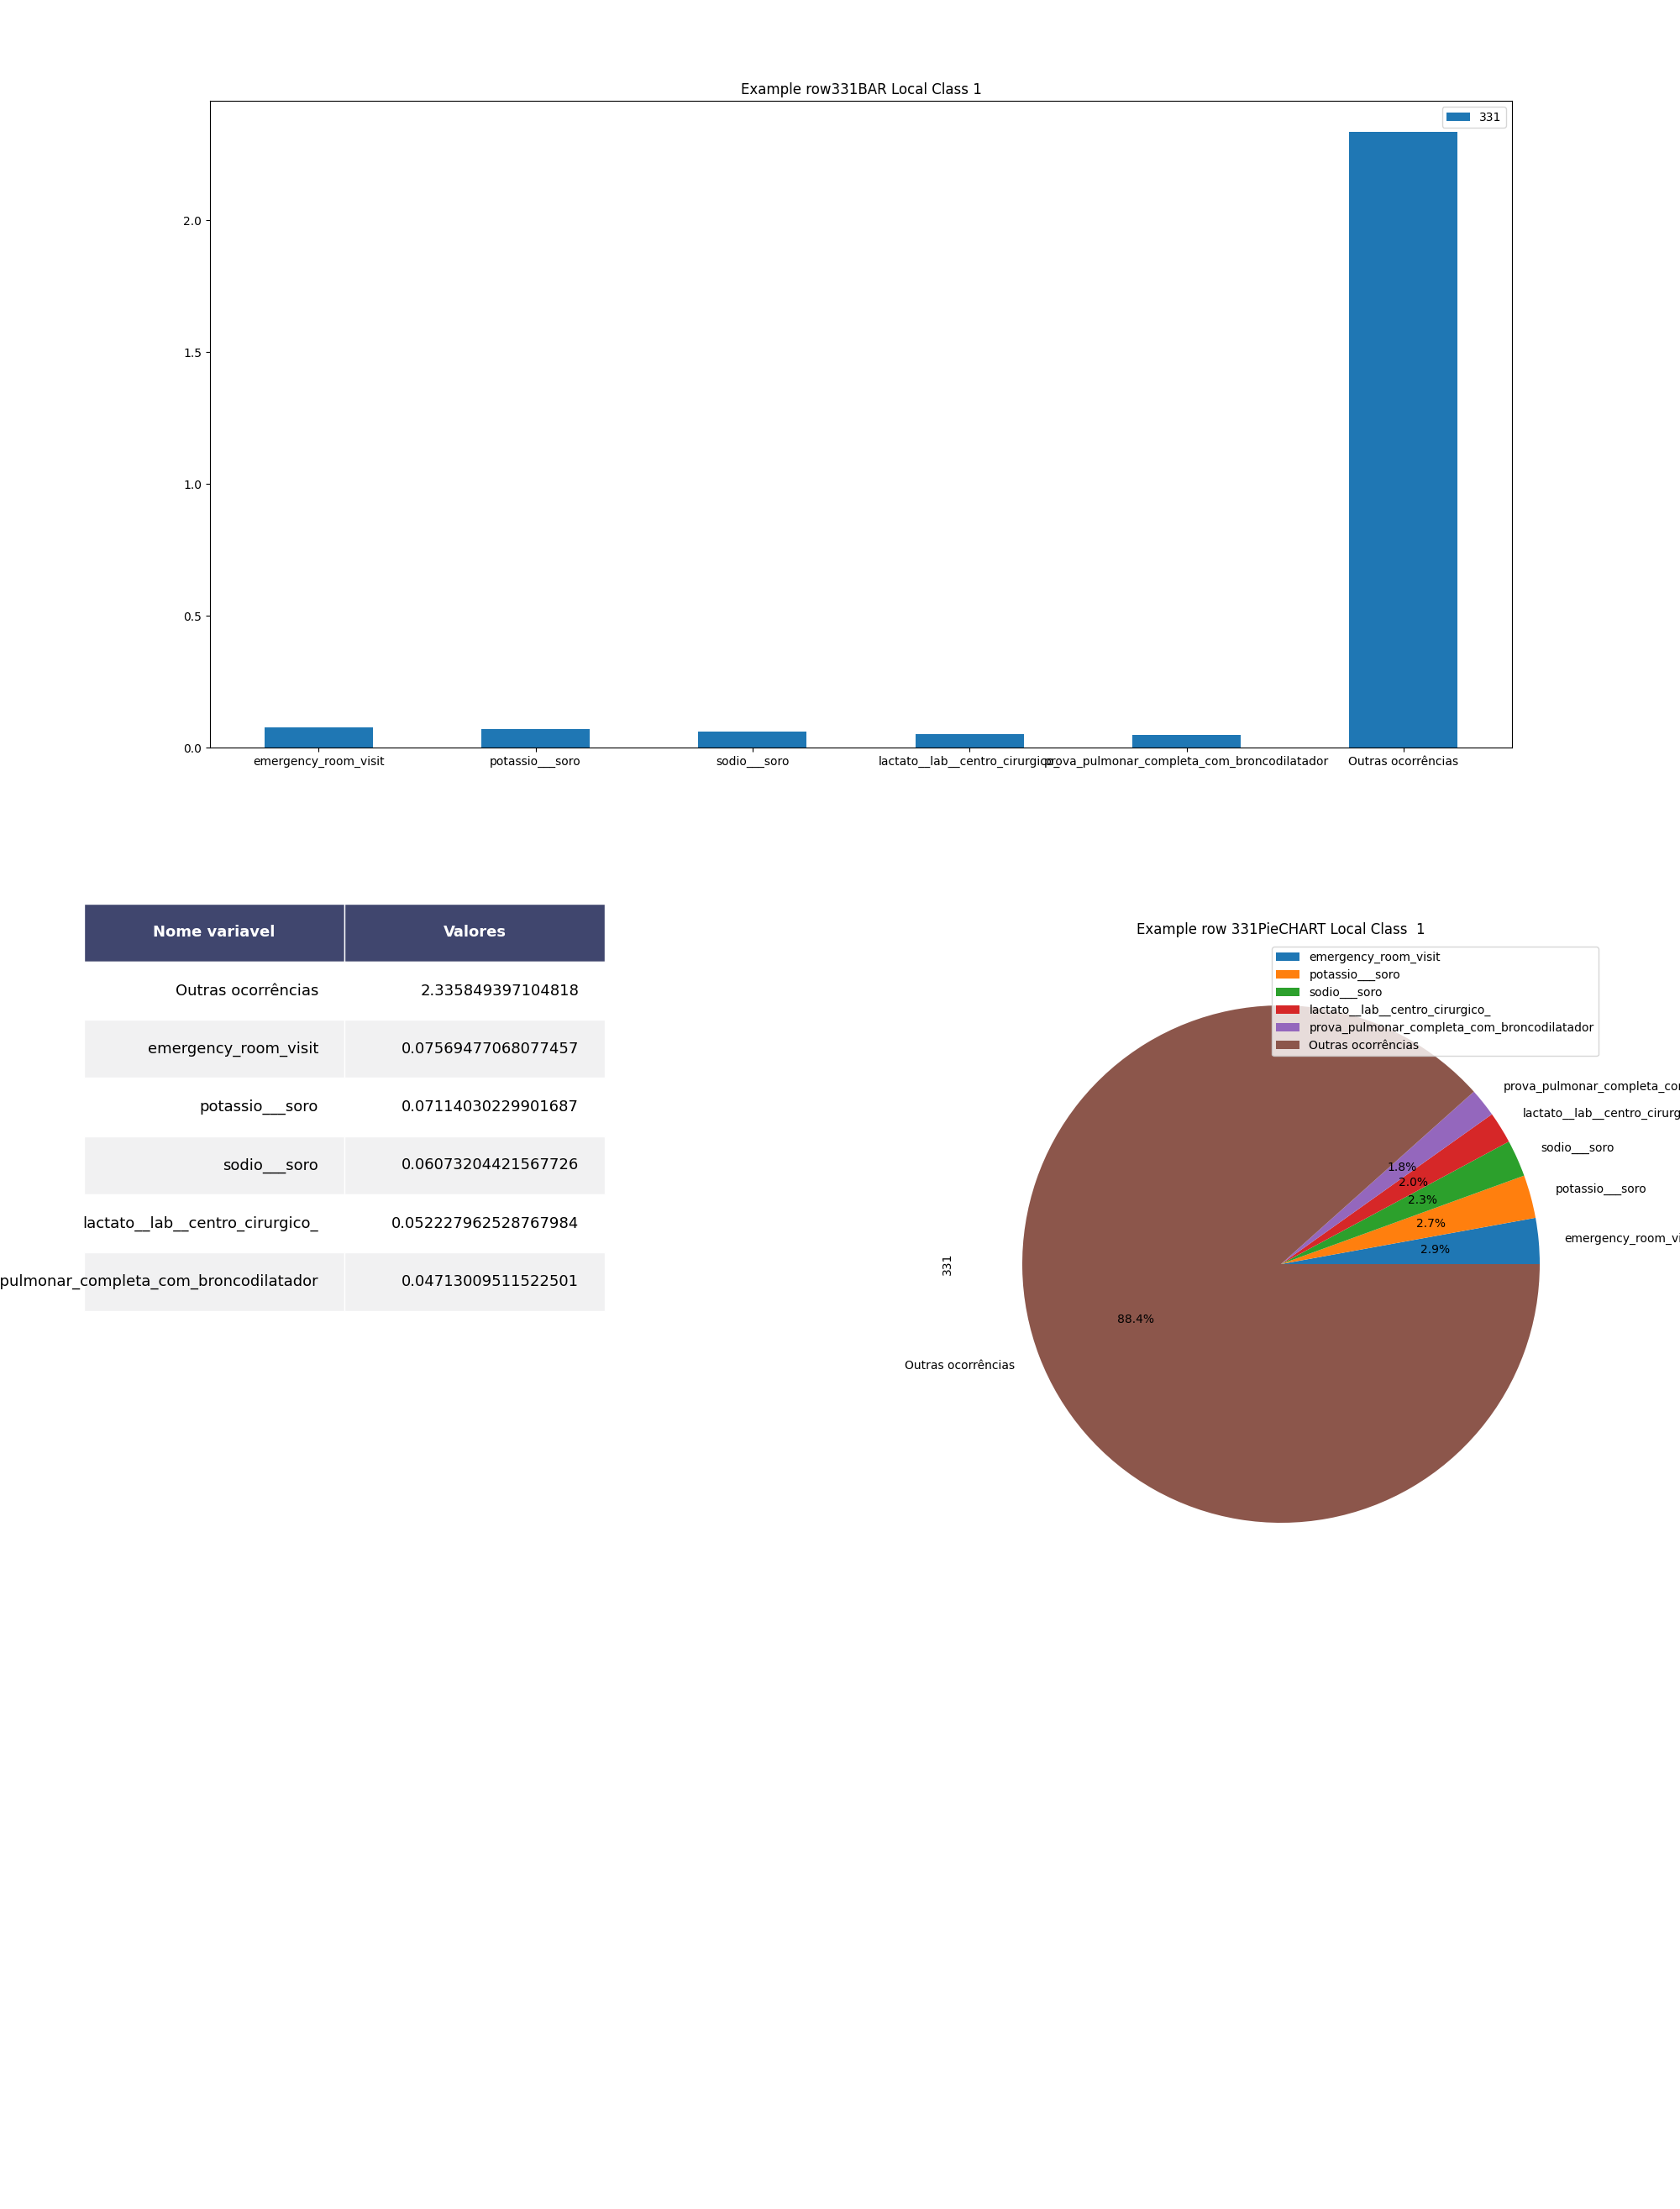 Example row331BAR Local Class 1
331
2.0
1.5
1.0
0.5
0.0
emergency_room_visit
potassio___soro
sodio___soro
lactato__lab__centro_cirurgico_
prova_pulmonar_completa_com_broncodilatador
Outras ocorrências
Nome variavel Valores
Outras ocorrências 2.335849397104818
emergency_room_visit 0.07569477068077457
potassio___soro 0.07114030229901687
sodio___soro 0.06073204421567726
lactato__lab__centro_cirurgico_ 0.052227962528767984
pulmonar_completa_com_broncodilatador 0.04713009511522501
Example row 331PieCHART Local Class  1
emergency_room_visit
potassio___soro
sodio___soro
lactato__lab__centro_cirurgico_
prova_pulmonar_completa_com_broncodilatador
Outras ocorrências
prova_pulmonar_completa_co
lactato__lab__centro_cirurg
sodio___soro
potassio___soro
emergency_room_vi
1.8%
2.0%
2.3%
2.7%
2.9%
331
88.4%
Outras ocorrências